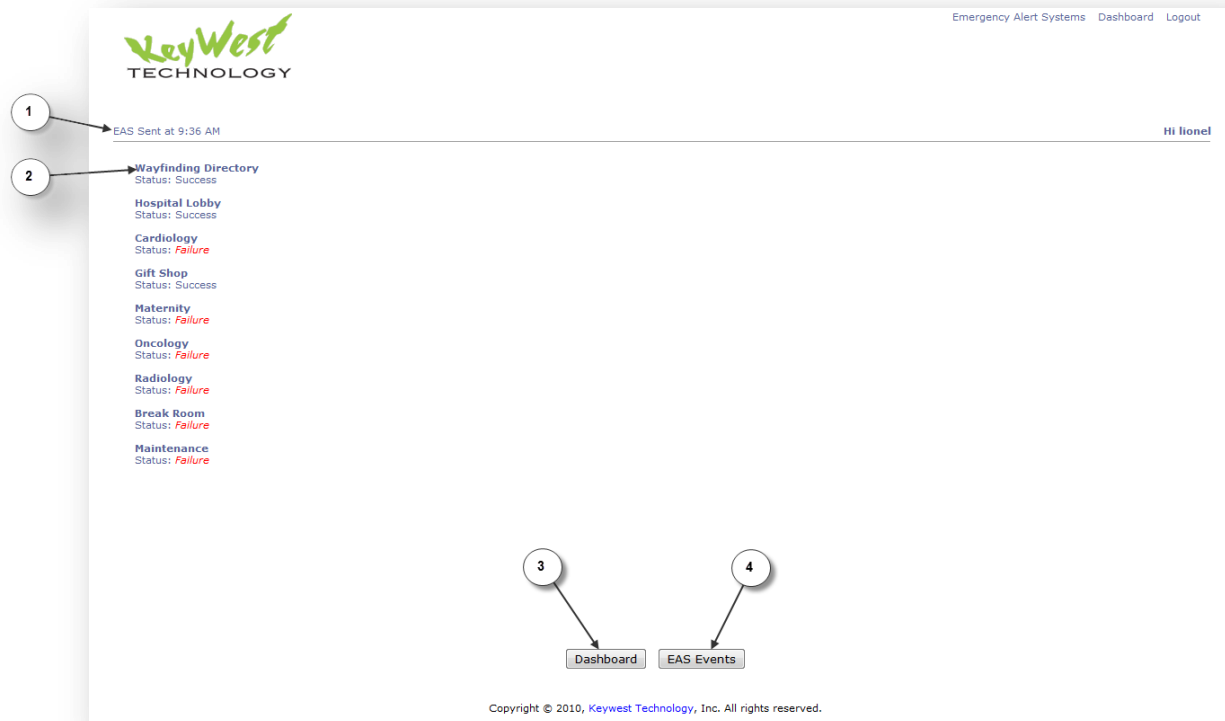 Emergency Alert Systems Dashboard Logout
KeyWest
TECHNOLOGY
1
EAS Sent at 9:36 AM Hi lionel
2
Wayfinding Directory
Status: Success
Hospital Lobby
Status: Success
Cardiology
Status: Failure
Gift Shop
Status: Success
Maternity
Status: Failure
Oncology
Status: Failure
Radiology
Status: Failure
Break Room
Status: Failure
Maintenance
Status: Failure
3 4
Dashboard EAS Events
Copyright © 2010, Keywest Technology, Inc. All rights reserved.